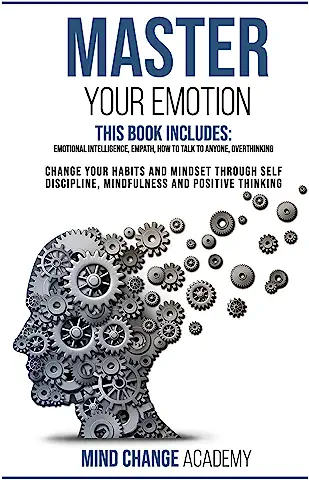 MASTER
YOUR EMOTION
THIS BOOK INCLUDES:
EMOTIONAL INTELLIGENCE, EMPATH, HOW TO TALK TO ANYONE, OVERTHINKING
CHANGE YOUR HABITS AND MINDSET THROUGH SELF
DISCIPLINE, MINDFULNESS AND POSITIVE THINKING
MIND CHANGE ACADEMY